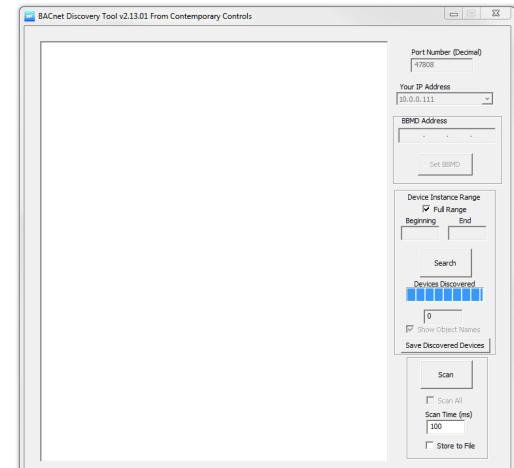 BACnet Discovery Tool v2.13.01 From Contemporary Controls
Port Number (Decimal)
47808
Your IP Address
10.0.0.111
BBMD Address
. . .
Set BBMD
Device Instance Range
Full Range
Beginning End
Search
Devices Discovered
0
Show Object Names
Save Discovered Devices
Scan
Scan All
Scan Time (ms)
100
Store to File